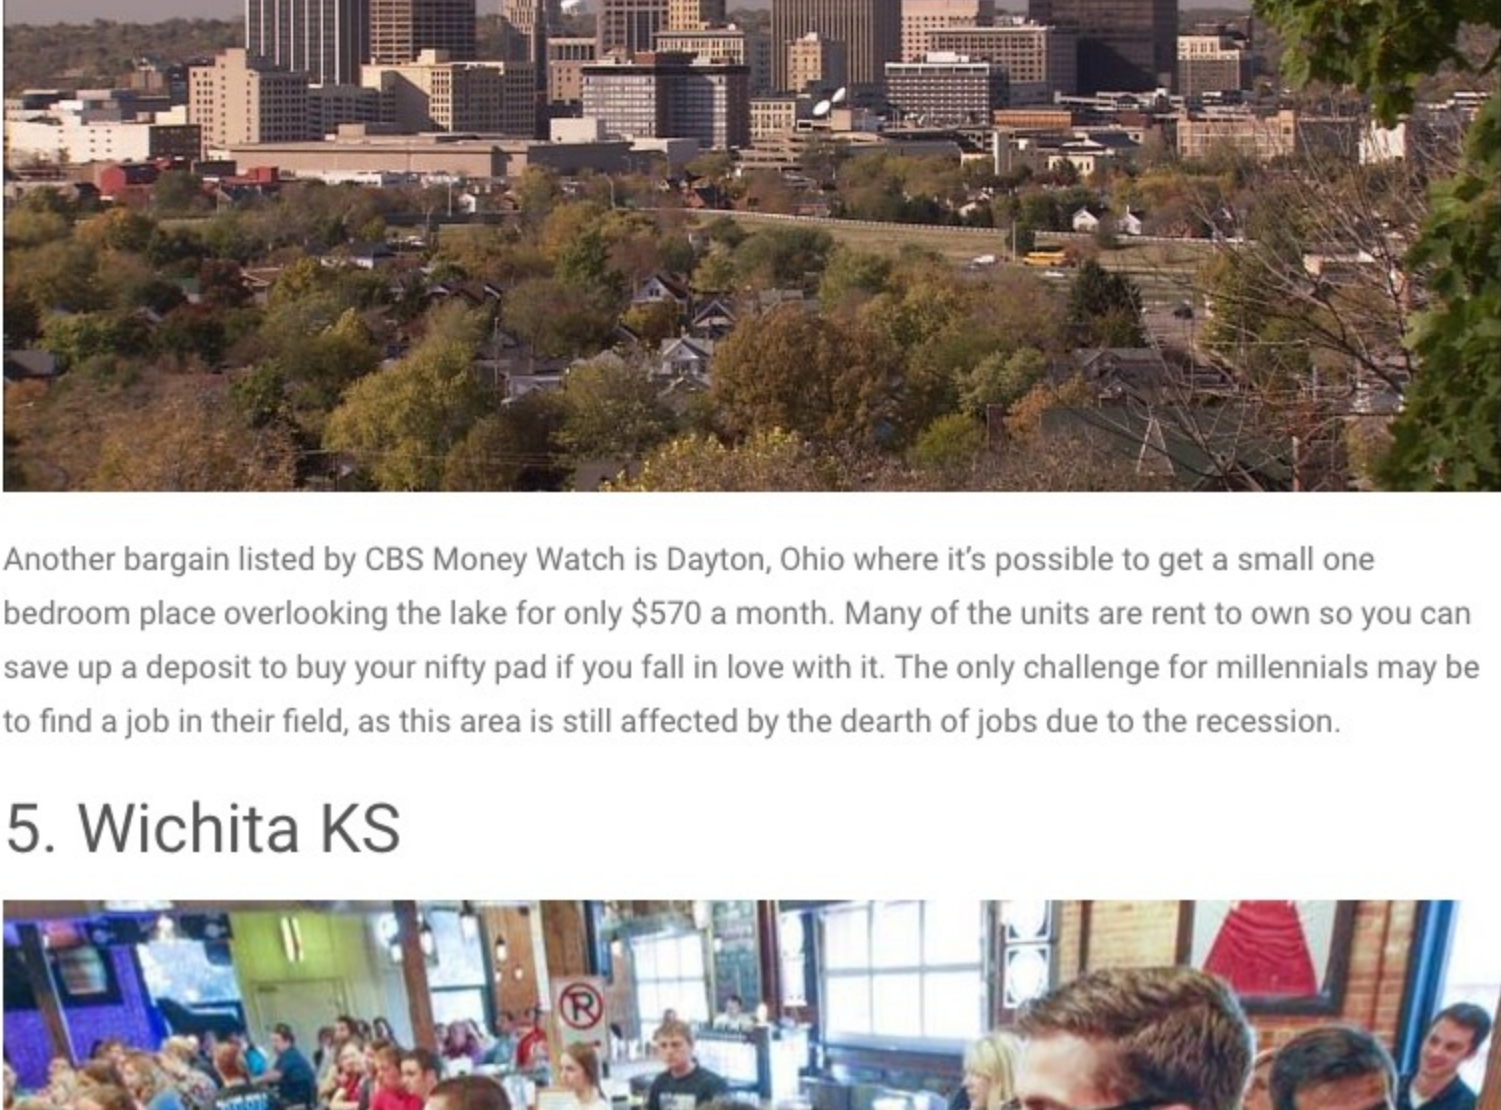 Another bargain listed by CBS Money Watch is Dayton, Ohio where it’s possible to get a small one
bedroom place overlooking the lake for only $570 a month. Many of the units are rent to own so you can
save up a deposit to buy your nifty pad if you fall in love with it. The only challenge for millennials may be
to find a job in their field, as this area is still affected by the dearth of jobs due to the recession.
5. Wichita KS
R